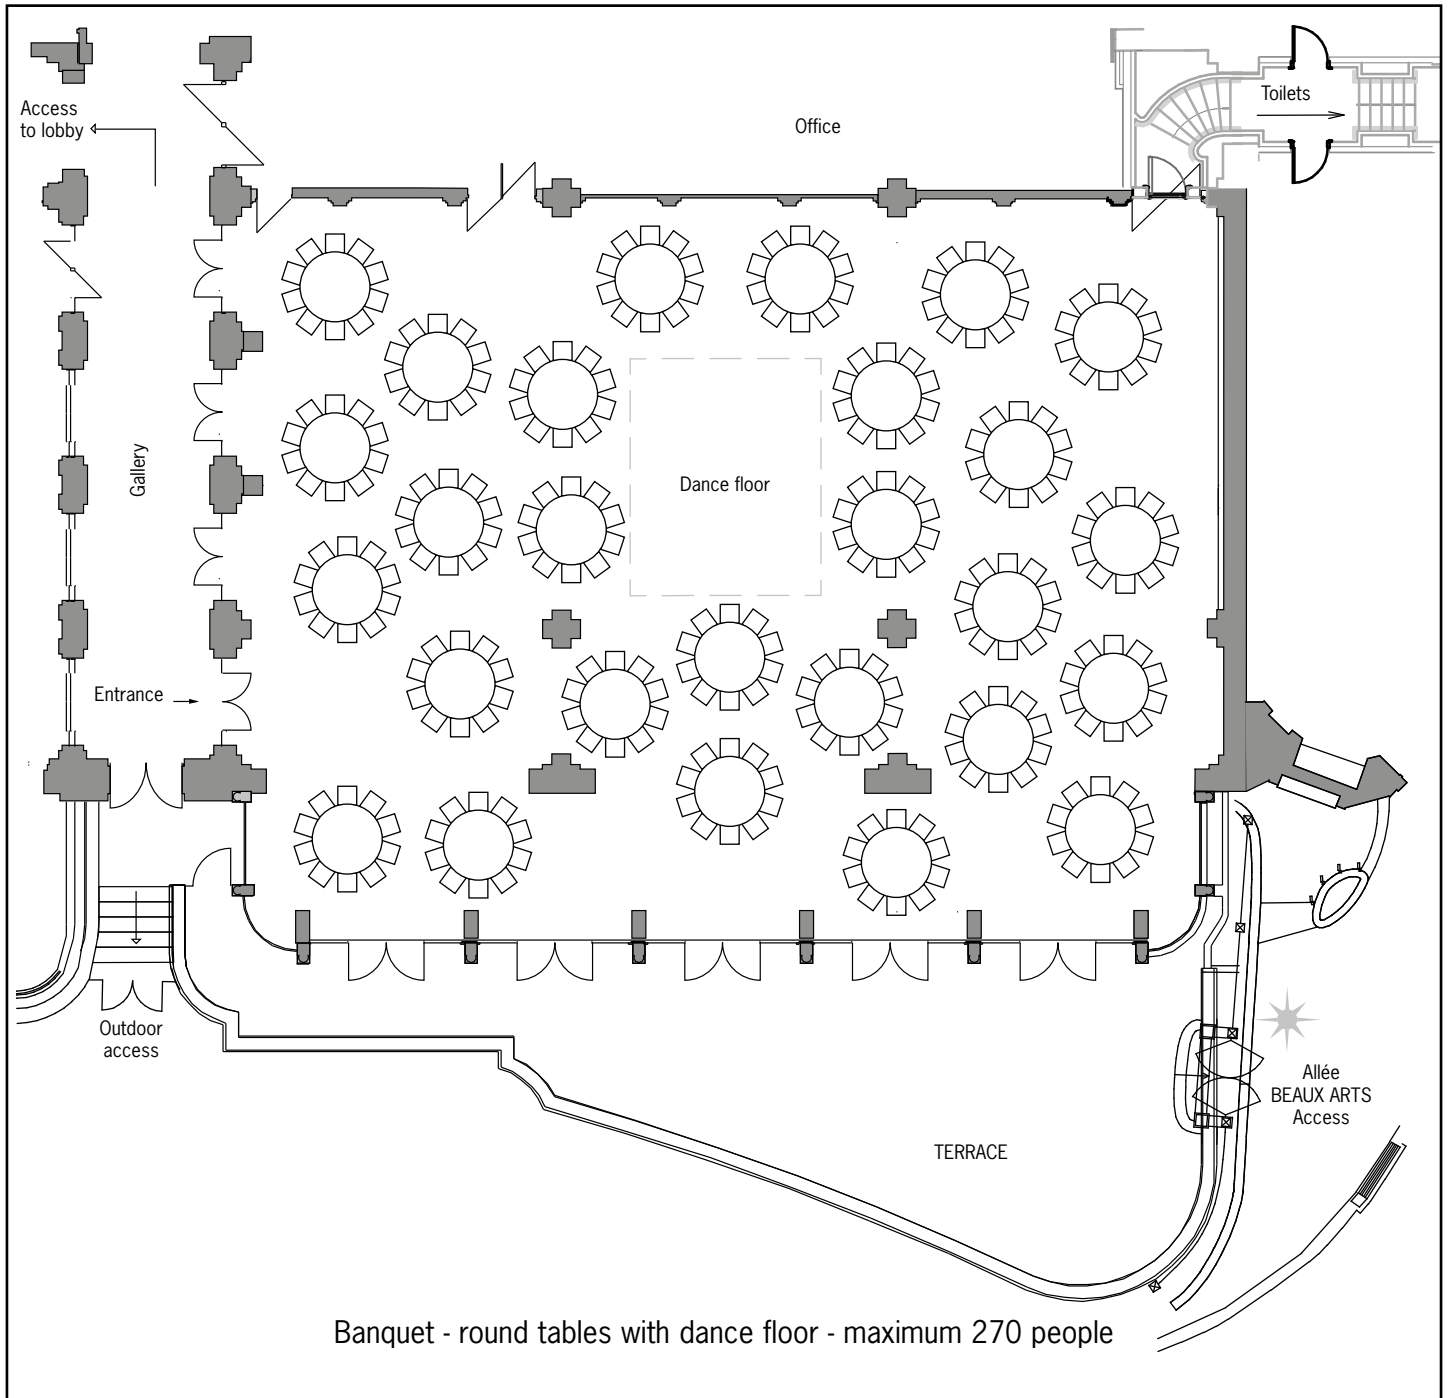 Access
to lobby
Office
Toilets
Gallery
Dance floor
Entrance
Outdoor
access
Allée
BEAUX ARTS
Access
TERRACE
Banquet - round tables with dance floor - maximum 270 people